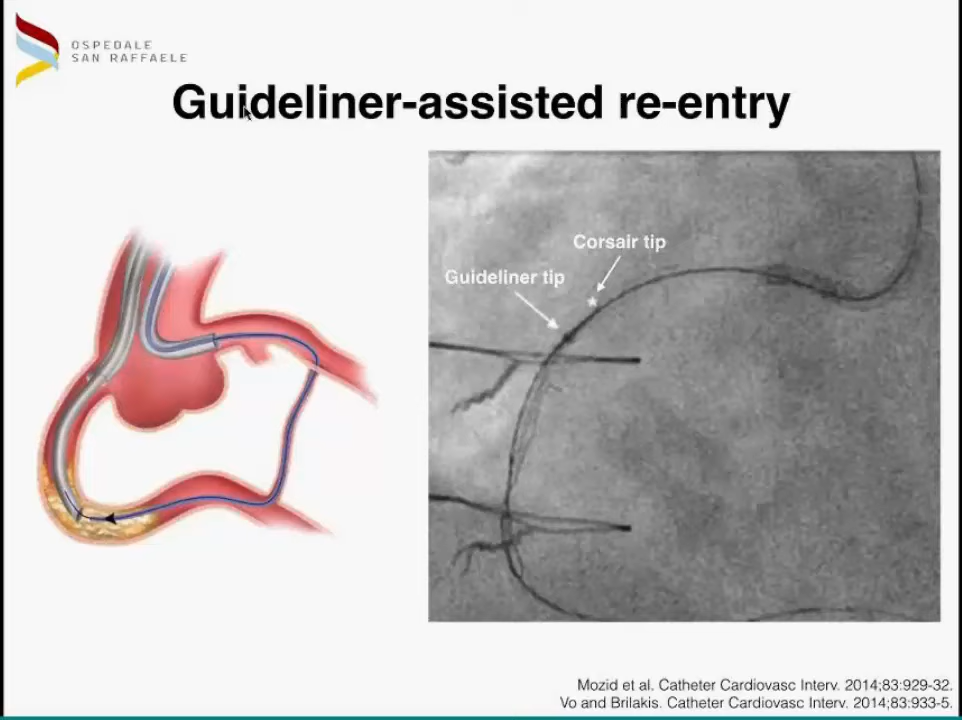 OSPEDALE
SAN RAFFAELE
Guideliner-assisted re-entry
Corsair tip
Guideliner tip
Mozid et al. Catheter Cardiovasc Interv. 2014;83:929-32.
Vo and Brilakis. Catheter Cardiovasc Interv. 2014;83:933-5.